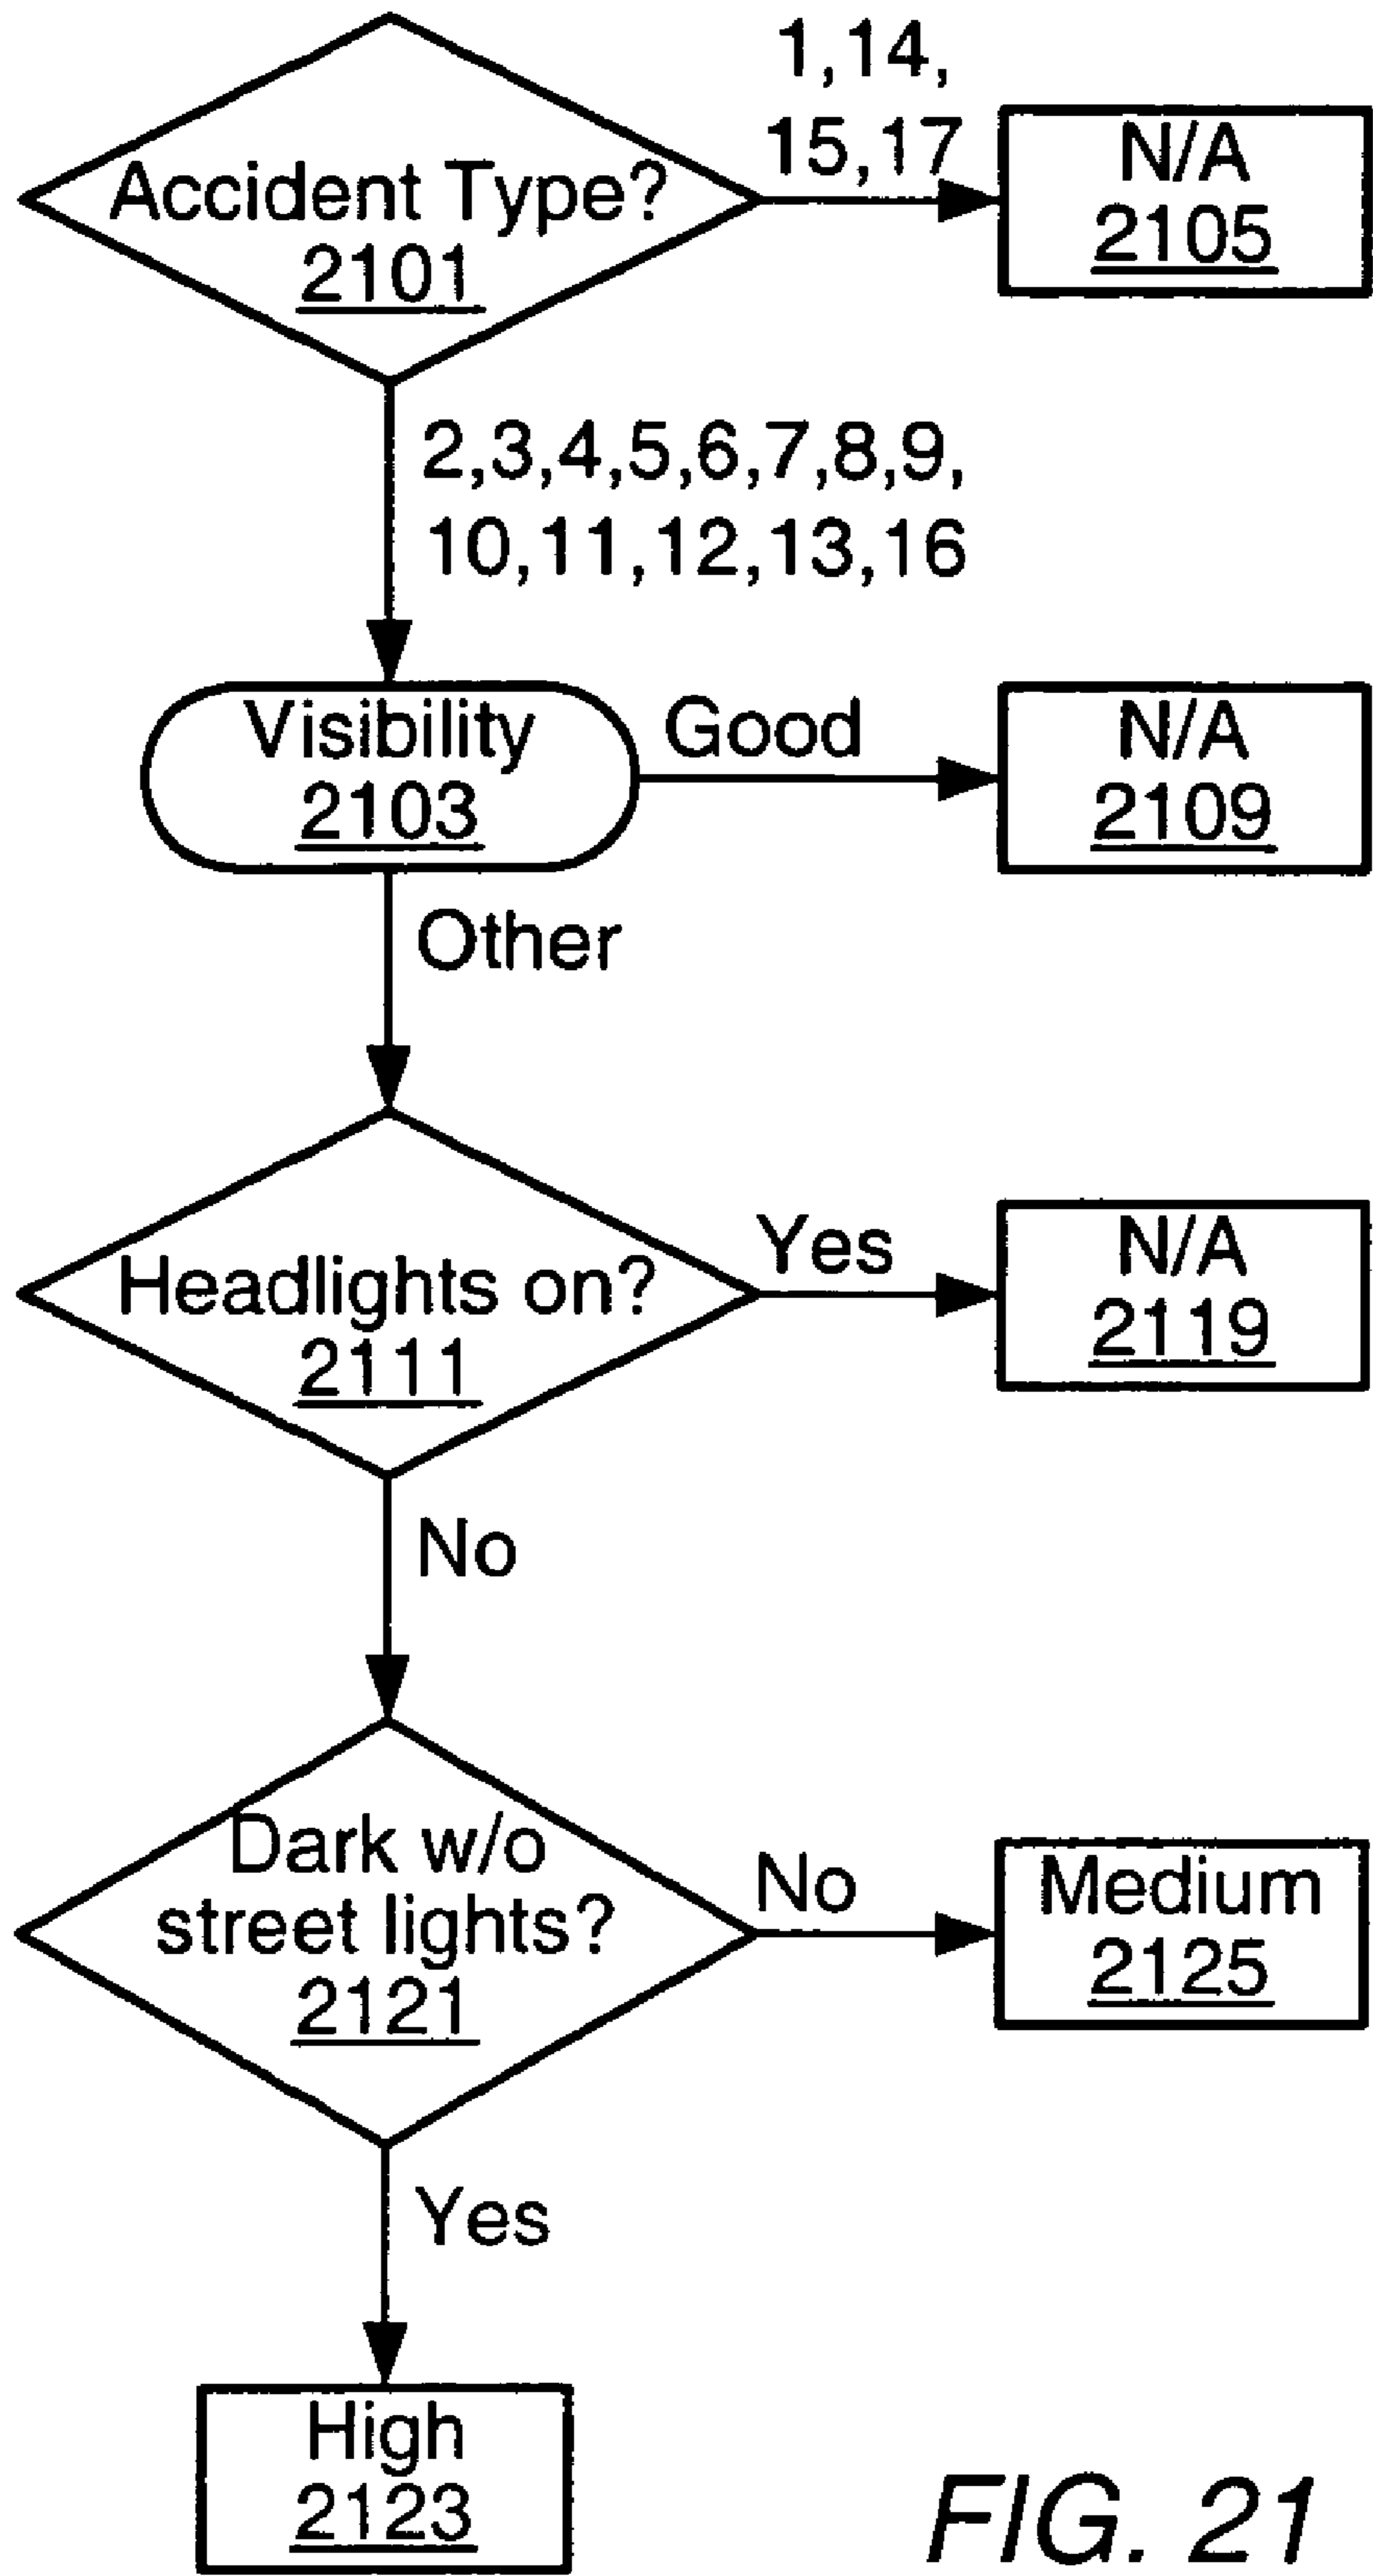 Accident Type?
2101
1,14,
15,17
N/A
2105
2,3,4,5,6,7,8,9,
10,11,12,13,16
Visibility
2103
Good
N/A
2109
Other
Headlights on?
2111
Yes
N/A
2119
No
Dark w/o
street lights?
2121
No
Medium
2125
Yes
High
2123
FIG. 21